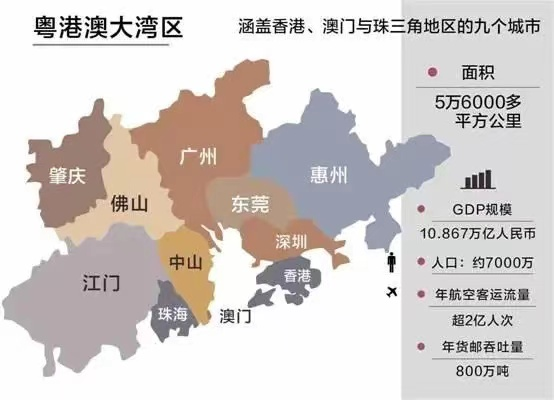 粤港澳大湾区
涵盖香港、澳门与珠三角地区的九个城市
肇庆
佛山
广州
惠州
东莞
深圳
江门
中山
香港
珠海
澳门
面积
5万6000多
平方公里
GDP规模
10.867万亿人民币
人口：约7000万
年航空客运流量
超2亿人次
年货邮吞吐量
800万吨